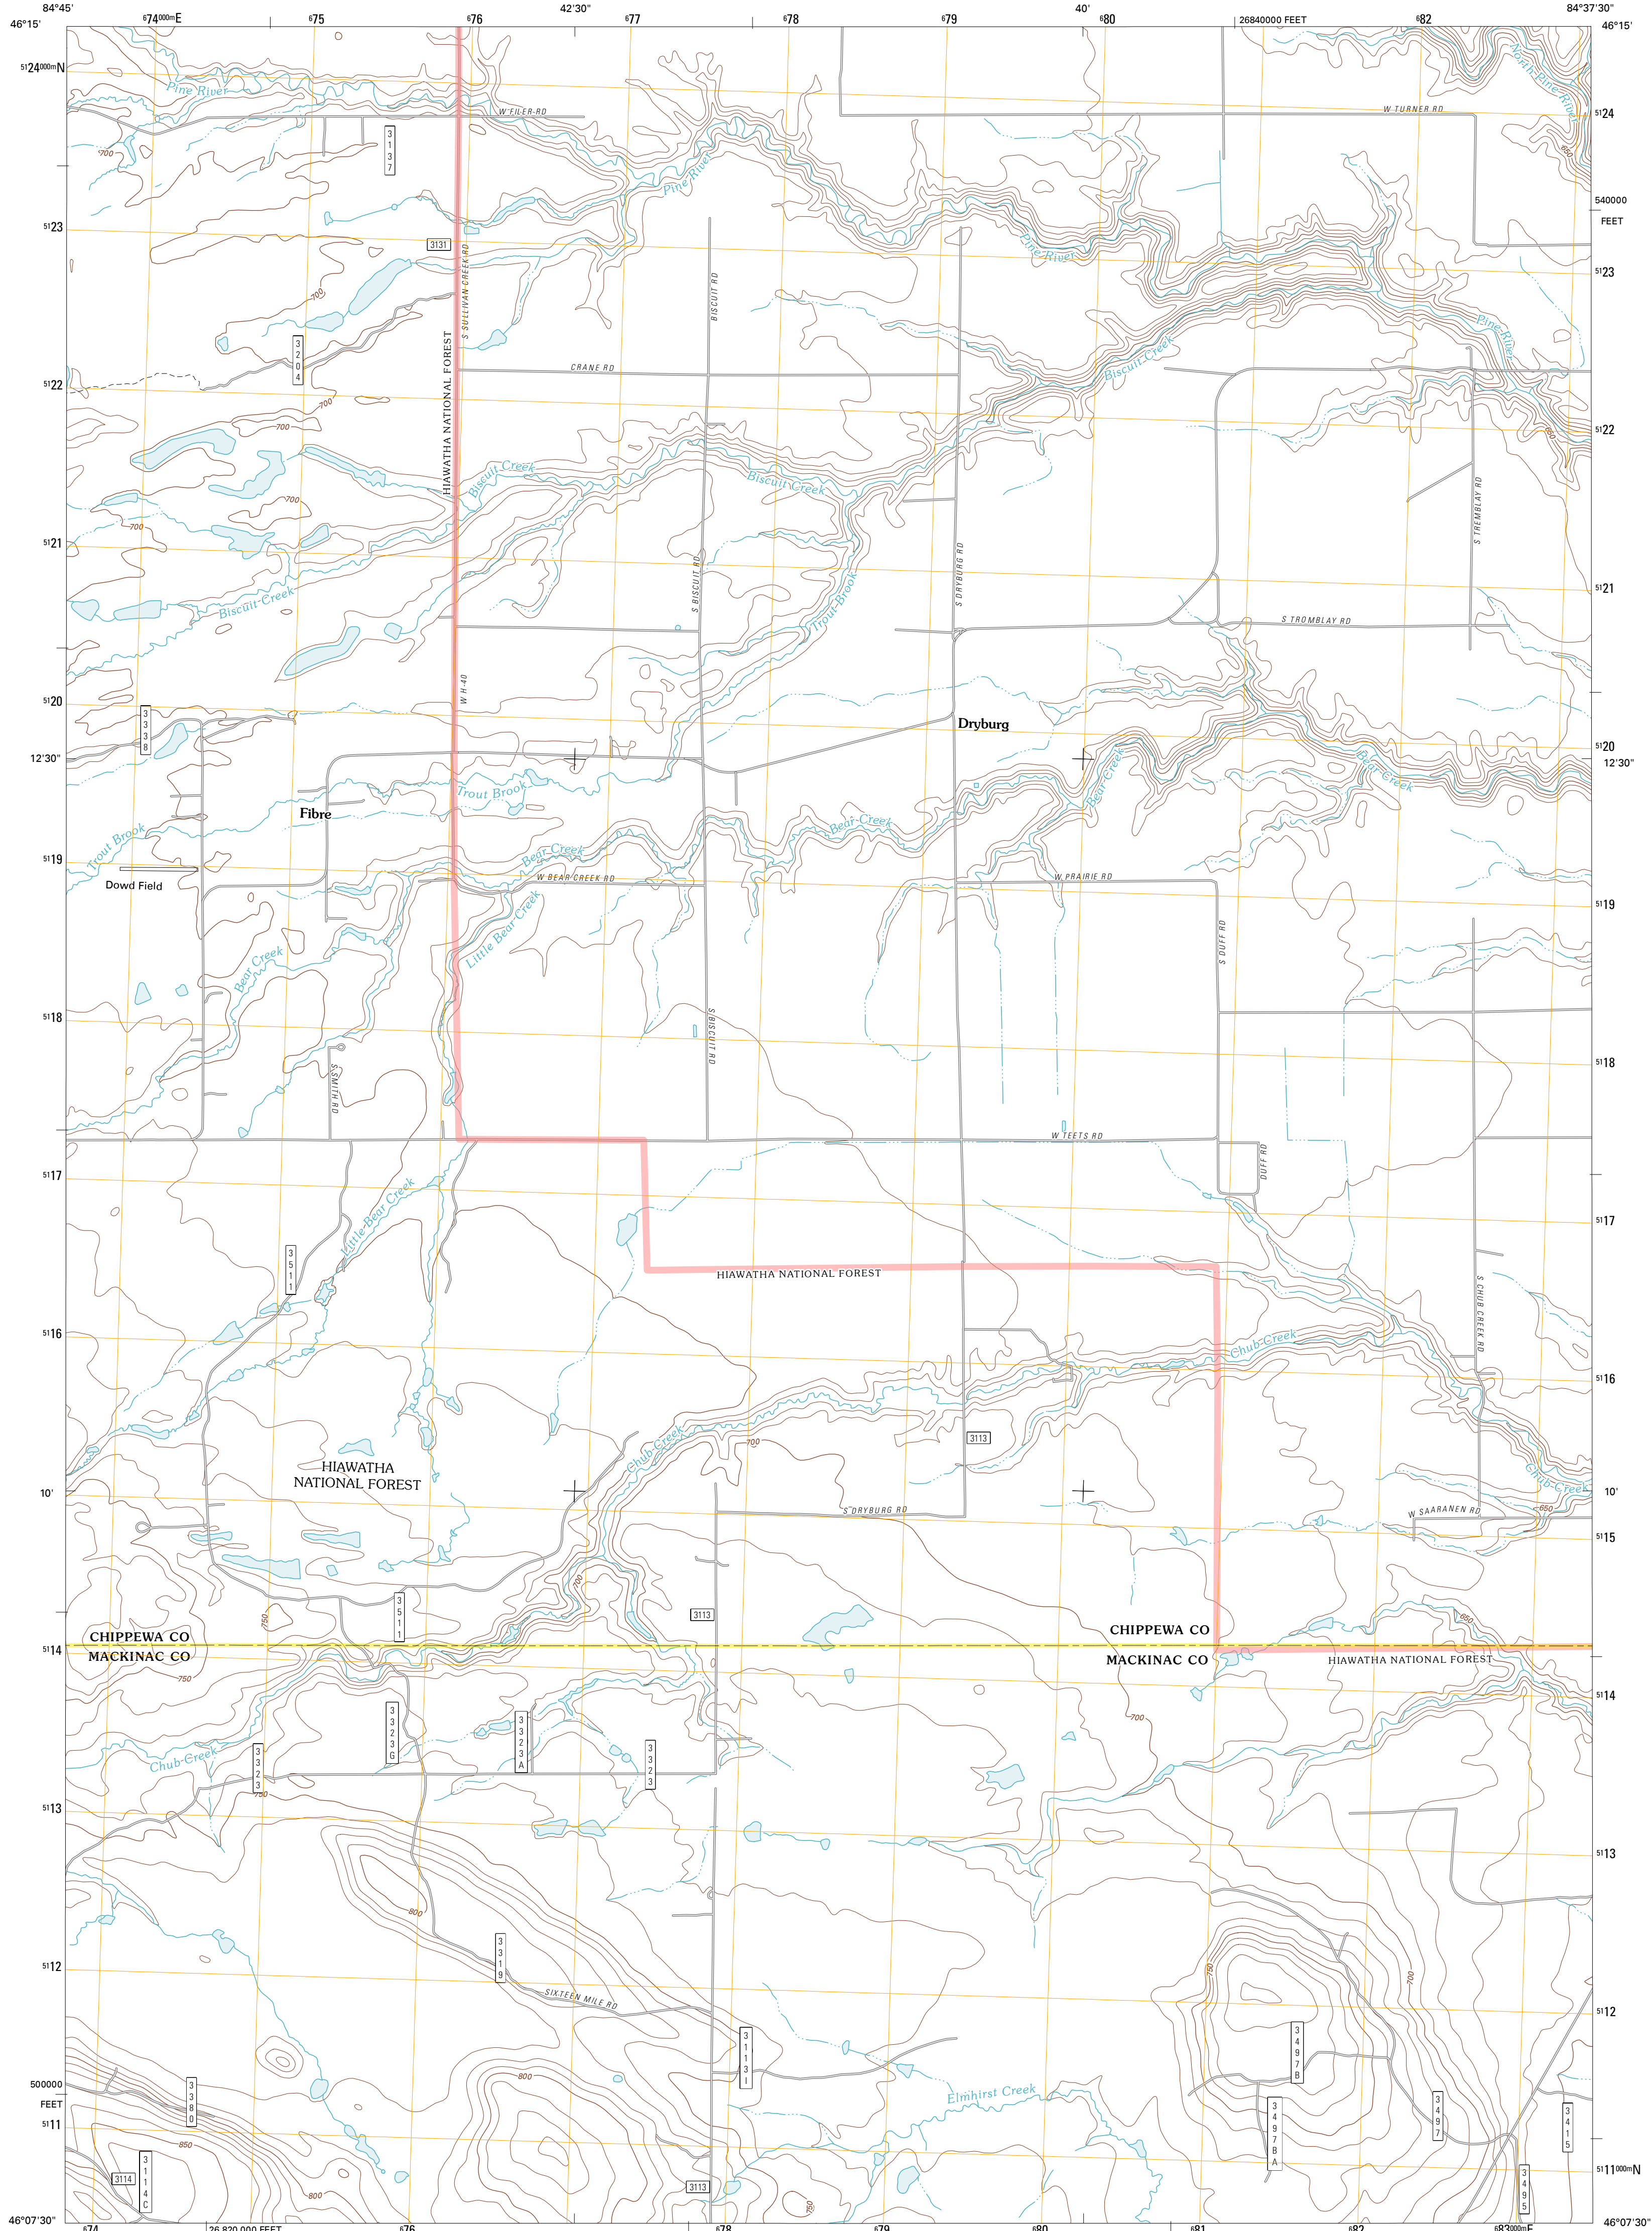 84°45'
⁶74⁰⁰⁰ᵐE
⁶75
⁶76
42'30"
⁶77
⁶78
⁶79
40'
⁶80
26840000 FEET
⁶82
84°37'30"
46°15'
46°15'
⁵¹24⁰⁰⁰ᵐN
Pine River
North Pine River
W FILER RD
W TURNER RD
⁵¹24
3137
700
650
Pine River
540000
FEET
⁵¹23
3131
S SULLIVAN CREEK RD
Pine River
⁵¹23
BISCUIT RD
700
Pine River
3204
HIAWATHA NATIONAL FOREST
Biscuit Creek
CRANE RD
⁵¹22
700
700
650
⁵¹22
Biscuit Creek
Biscuit Creek
700
S TREMBLAY RD
700
⁵¹21
S BISCUIT RD
S DRYBURG RD
Trout Brook
⁵¹21
Biscuit Creek
S TROMBLAY RD
W H-40
⁵¹20
3338
Dryburg
⁵¹20
12'30"
12'30"
Bear Creek
Bear Creek
Trout Brook
Fibre
Trout Brook
Bear Creek
Bear Creek
⁵¹19
Dowd Field
W BEAR CREEK RD
W PRAIRIE RD
⁵¹19
Little Bear Creek
S DUFF RD
Bear Creek
⁵¹18
S BISCUIT RD
⁵¹18
S SMITH RD
W TEETS RD
DUFF RD
⁵¹17
Little Bear Creek
⁵¹17
3511
HIAWATHA NATIONAL FOREST
S CHUB CREEK RD
⁵¹16
Chub Creek
⁵¹16
3113
Chub Creek
700
HIAWATHA
NATIONAL FOREST
Chub Creek
10'
10'
S DRYBURG RD
W SAARANEN RD
650
⁵¹15
700
3511
3113
750
650
CHIPPEWA CO
CHIPPEWA CO
⁵¹14
MACKINAC CO
MACKINAC CO
HIAWATHA NATIONAL FOREST
750
⁵¹14
3323G
3323A
700
Chub Creek
3323
3323
750
⁵¹13
⁵¹13
800
3319
750
700
⁵¹12
SIXTEEN MILE RD
⁵¹12
3113I
3497B
500000
FEET
3380
800
Elmhirst Creek
3497BA
3497
3415
⁵¹11
850
⁵¹11⁰⁰⁰ᵐN
3114
3114C
3113
3495
800
750
46°07'30"
46°07'30"
⁶74
26 820 000 FEET
⁶76
⁶78
⁶79
⁶80
⁶81
⁶82
⁶83⁰⁰⁰ᵐE